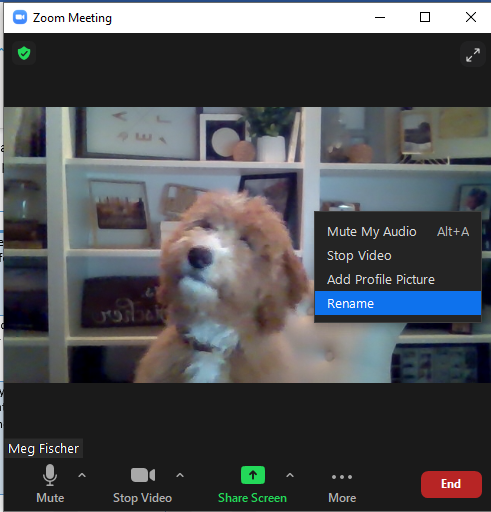 Zoom Meeting
Mute My Audio Alt+A
Stop Video
Add Profile Picture
Rename
Meg Fischer
Mute
Stop Video
Share Screen
More
End